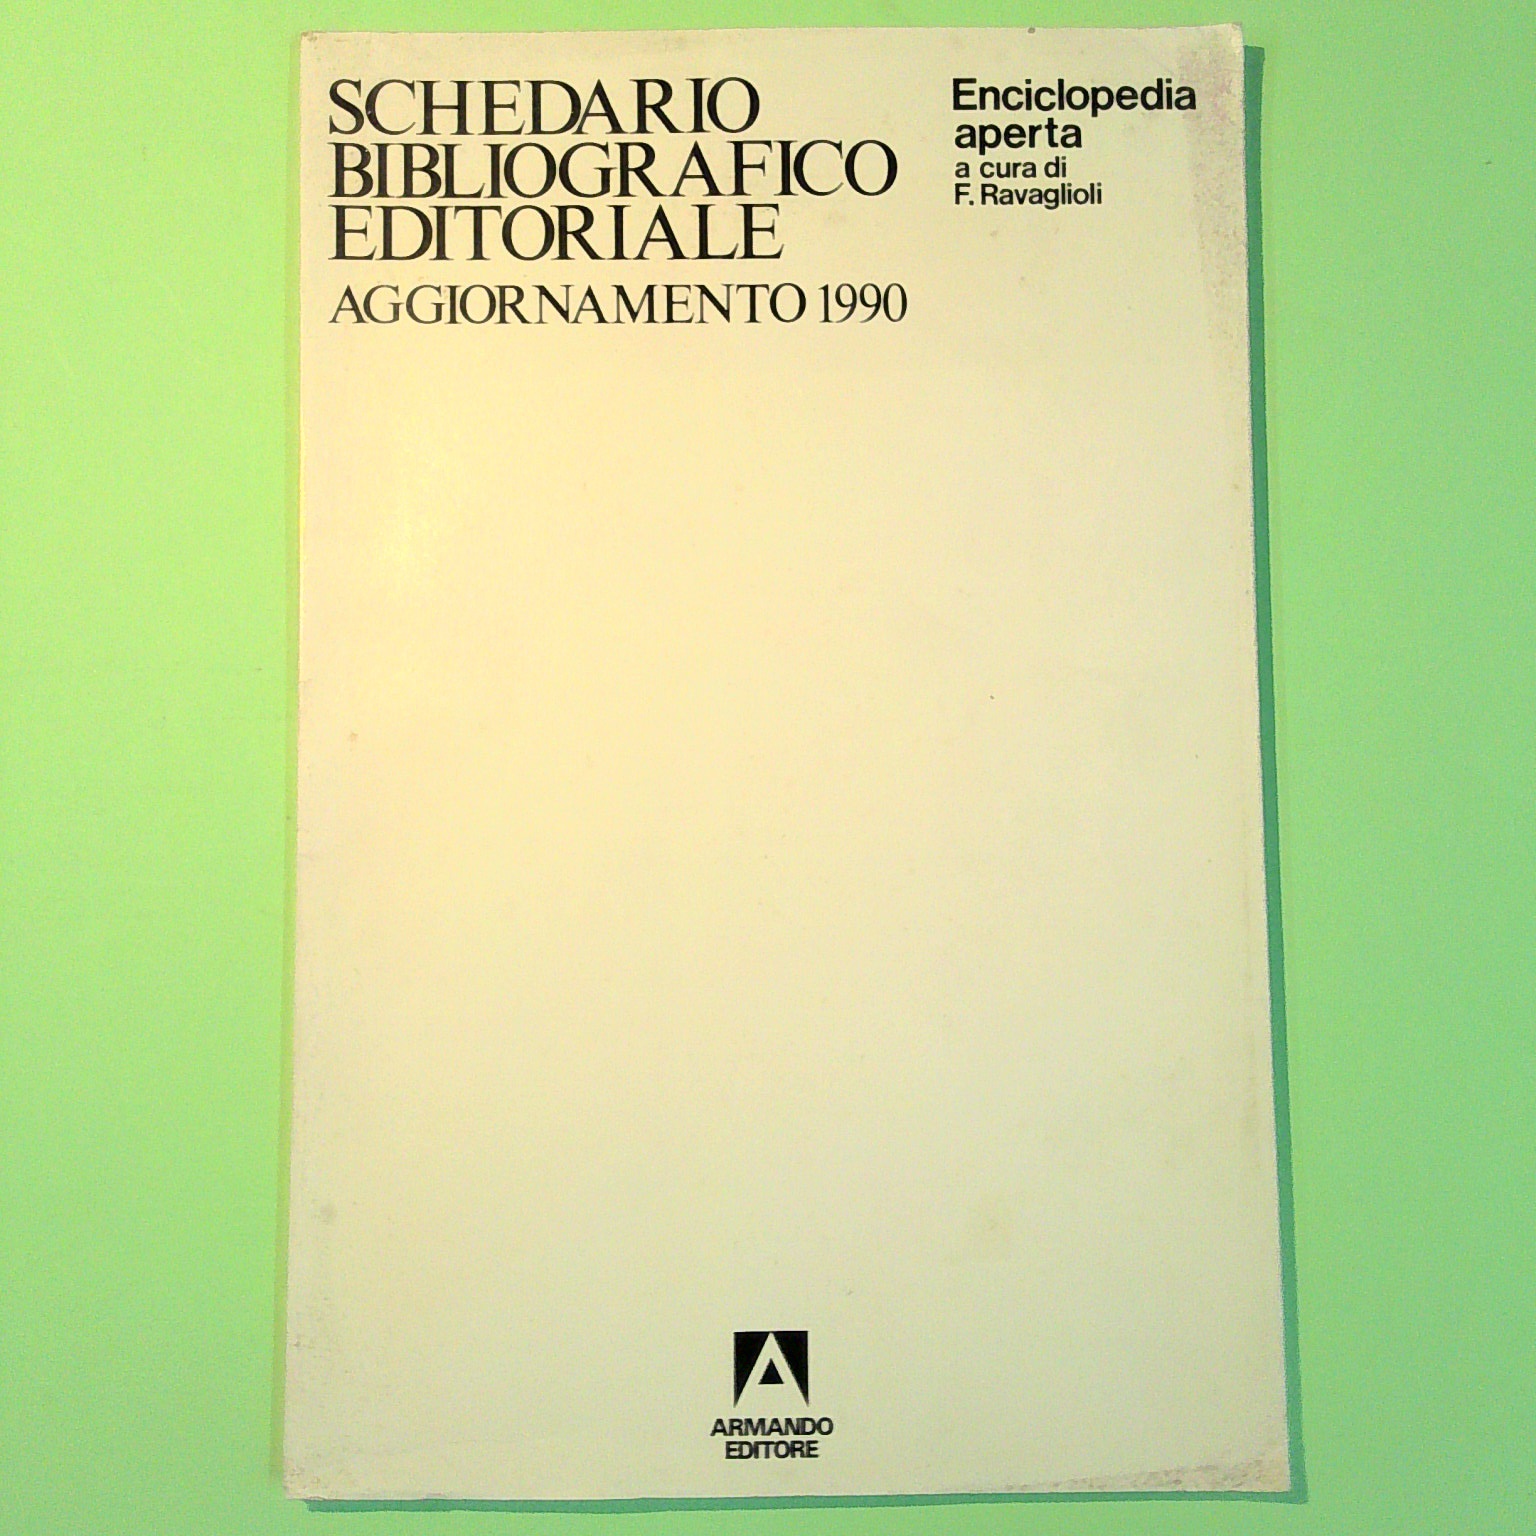 SCHEDARIO
BIBLIOGRAFICO
EDITORIALE
AGGIORNAMENTO 1990
Enciclopedia
aperta
a cura di
F. Ravaglioli
ARMANDO
EDITORE